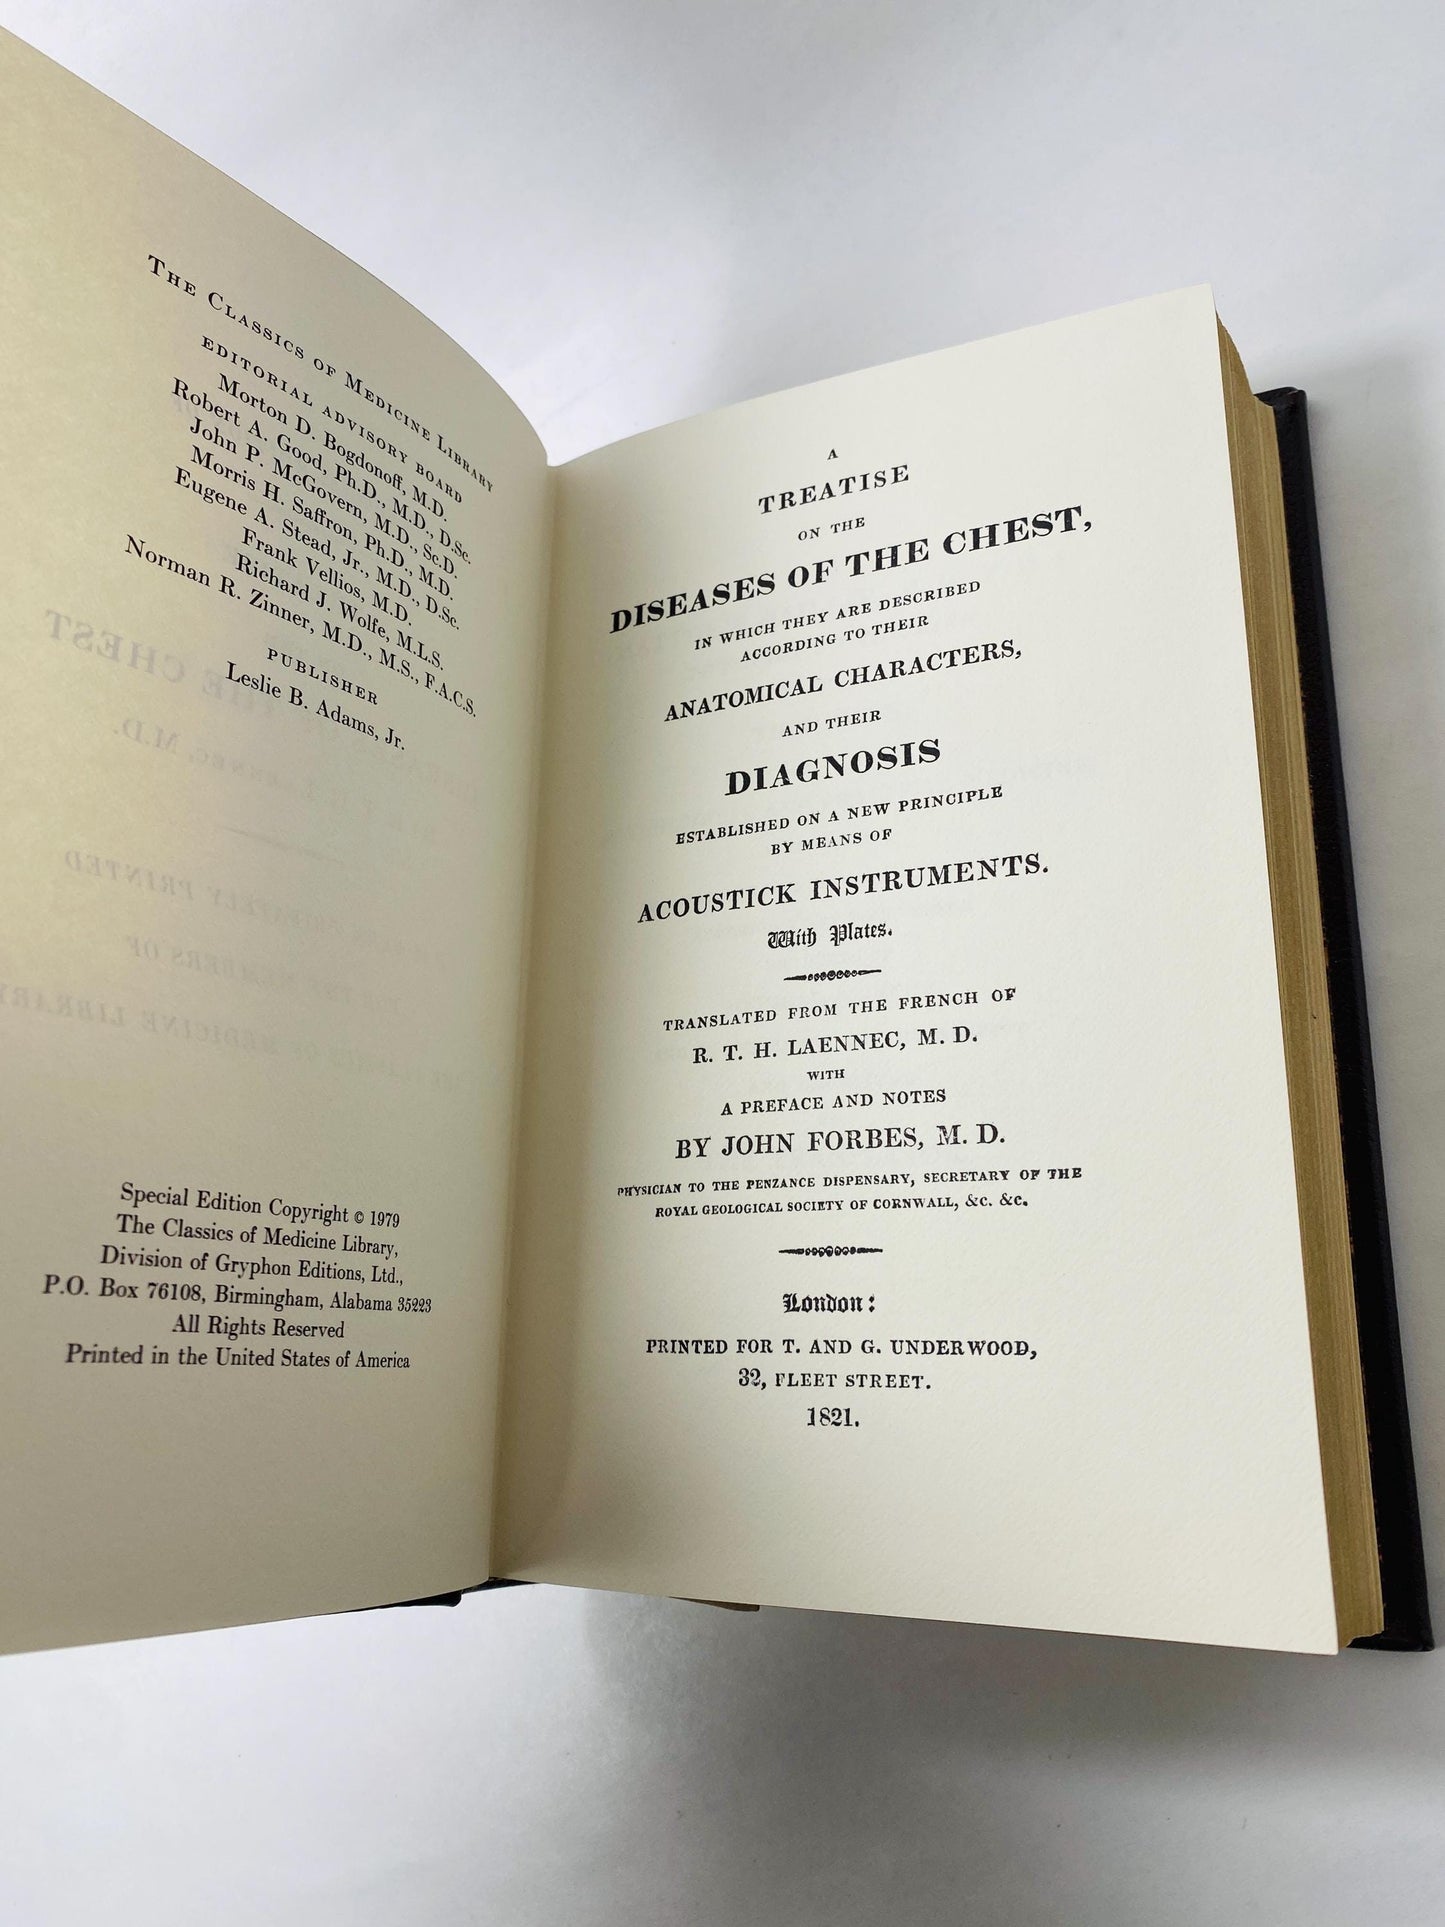 The Classics of Medicine Library
EDITORIAL ADVISORY BOARD
Morton D. Bogdonoff, M.D.
Robert A. Good, Ph.D., M.D., D.Sc.
John P. McGovern, M.D., Sc.D.
Morris H. Saffron, Ph.D., M.D.
Eugene A. Stead, Jr., M.D., D.Sc.
Frank Vellios, M.D.
Richard J. Wolfe, M.L.S.
Norman R. Zinner, M.D., M.S., F.A.C.S.
PUBLISHER
Leslie B. Adams, Jr.
Special Edition Copyright © 1979
The Classics of Medicine Library,
Division of Gryphon Editions, Ltd.,
P.O. Box 76108, Birmingham, Alabama 35223
All Rights Reserved
Printed in the United States of America
A
TREATISE
ON THE
DISEASES OF THE CHEST,
IN WHICH THEY ARE DESCRIBED
ACCORDING TO THEIR
ANATOMICAL CHARACTERS,
AND THEIR
DIAGNOSIS
ESTABLISHED ON A NEW PRINCIPLE
BY MEANS OF
ACOUSTICK INSTRUMENTS.
With Plates.
TRANSLATED FROM THE FRENCH OF
R. T. H. LAENNEC, M. D.
WITH
A PREFACE AND NOTES
BY JOHN FORBES, M. D.
PHYSICIAN TO THE PENZANCE DISPENSARY, SECRETARY OF THE
ROYAL GEOLOGICAL SOCIETY OF CORNWALL, &c. &c.
London:
PRINTED FOR T. AND G. UNDERWOOD,
32, FLEET STREET.
1821.